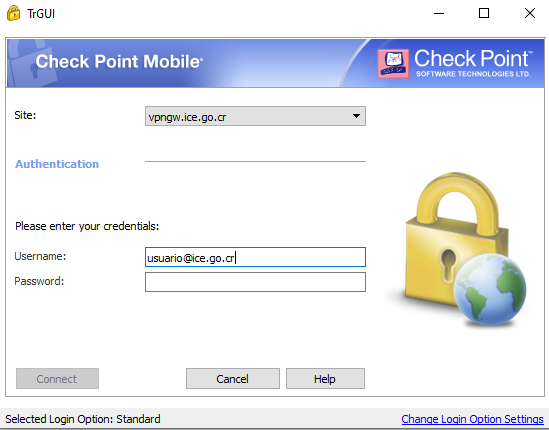 TrGUI
Check Point Mobile®
Check Point™
SOFTWARE TECHNOLOGIES LTD.
Site:
vpngw.ice.go.cr
Authentication
Please enter your credentials:
Username:
usuario@ice.go.cr
Password:
Connect
Cancel
Help
Selected Login Option: Standard
Change Login Option Settings